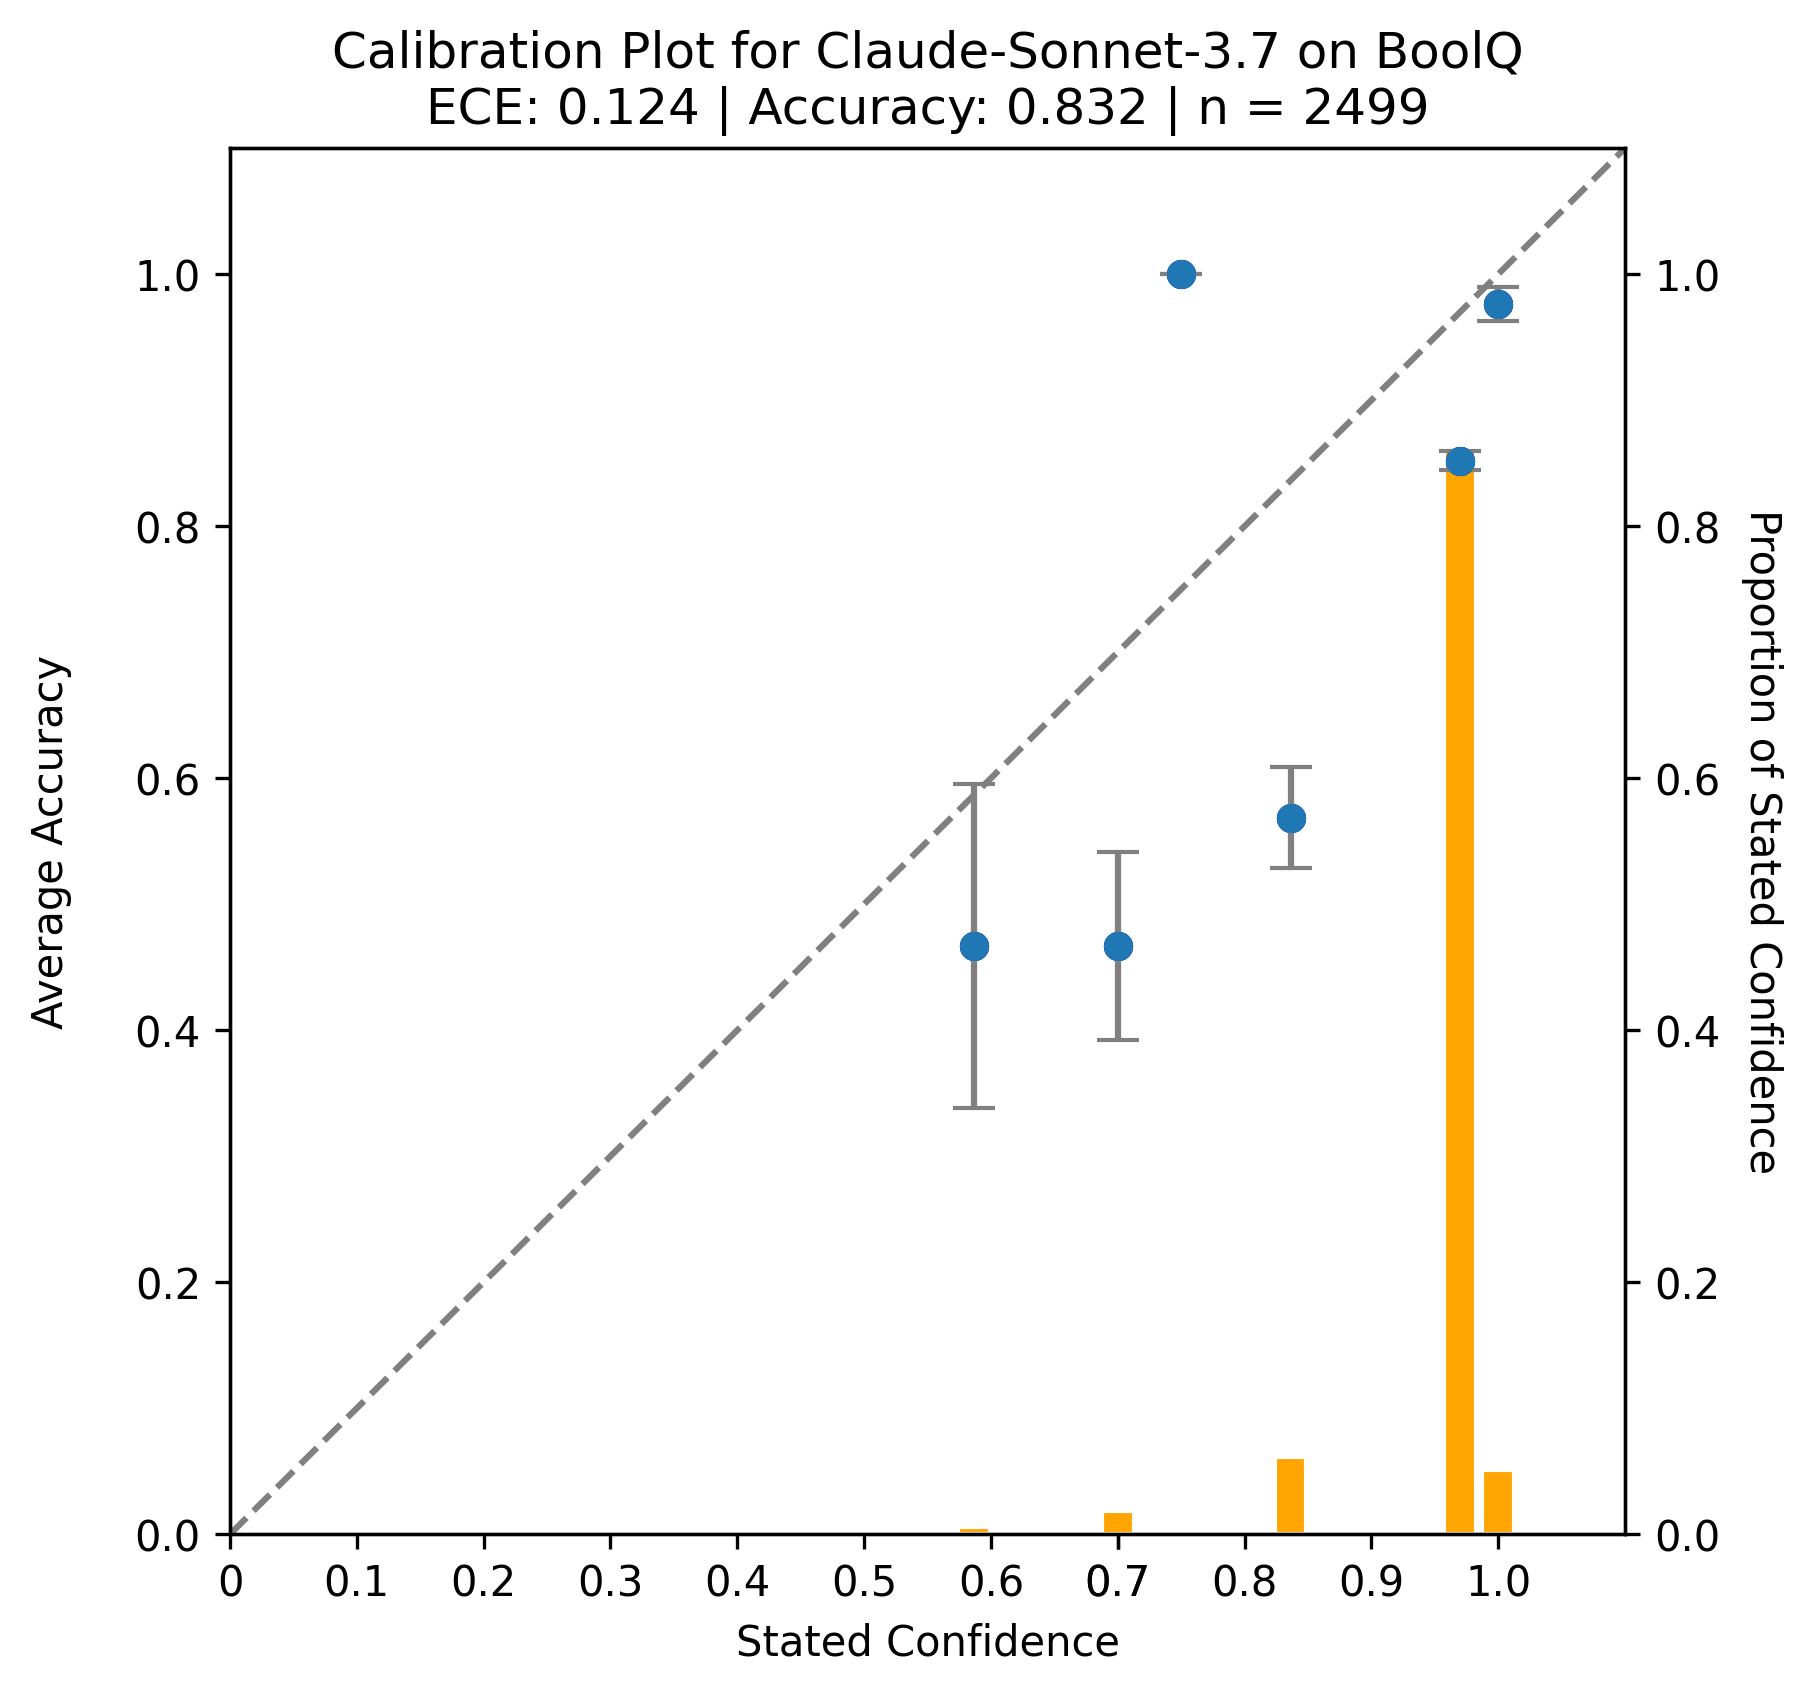 Calibration Plot for Claude-Sonnet-3.7 on BoolQ
ECE: 0.124 | Accuracy: 0.832 | n = 2499
Average Accuracy
1.0
0.8
0.6
0.4
0.2
0.0
0 0.1 0.2 0.3 0.4 0.5 0.6 0.7 0.8 0.9 1.0
Stated Confidence
1.0
0.8
0.6
0.4
0.2
0.0
Proportion of Stated Confidence